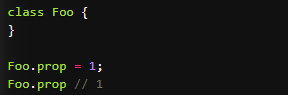 class Foo {
}
Foo.prop = 1;
Foo.prop // 1